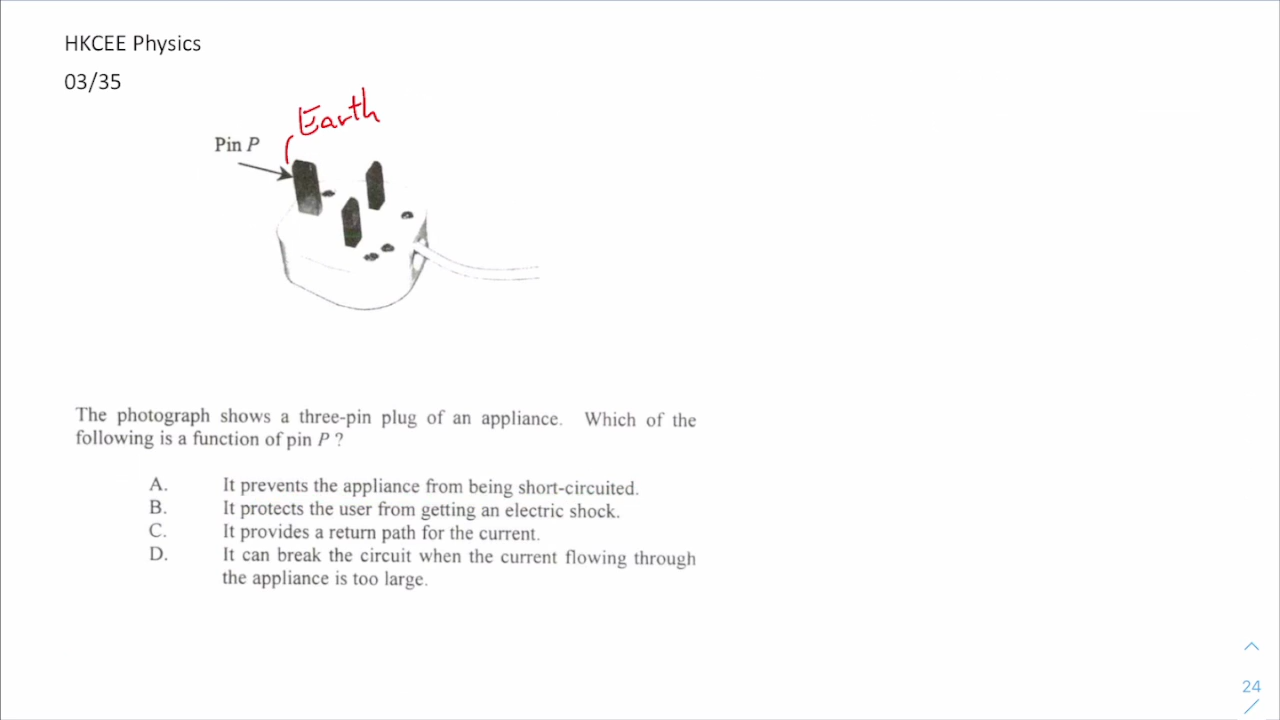 HKCEE Physics
03/35
Earth
Pin P
The photograph shows a three-pin plug of an appliance. Which of the
following is a function of pin P ?
A. It prevents the appliance from being short-circuited.
B. It protects the user from getting an electric shock.
C. It provides a return path for the current.
D. It can break the circuit when the current flowing through
the appliance is too large.
24